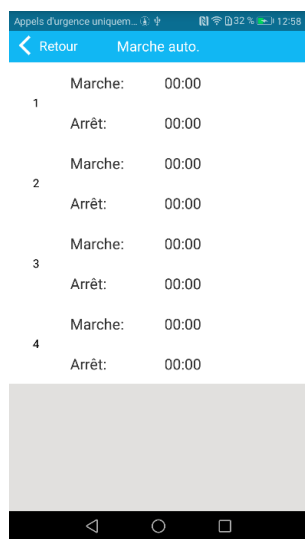 Appels d'urgence uniquem... 32 % 12:58
Retour Marche auto.
Marche: 00:00
1
Arrêt: 00:00
Marche: 00:00
2
Arrêt: 00:00
Marche: 00:00
3
Arrêt: 00:00
Marche: 00:00
4
Arrêt: 00:00